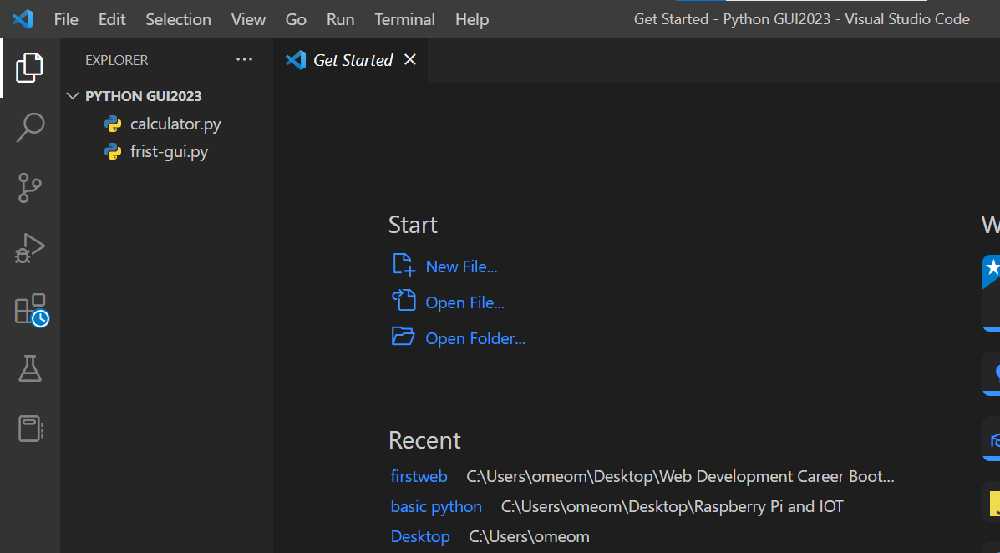 File Edit Selection View Go Run Terminal Help Get Started - Python GUI2023 - Visual Studio Code
EXPLORER ···
Get Started
PYTHON GUI2023
calculator.py
frist-gui.py
Start
New File...
Open File...
Open Folder...
W
Recent
firstweb C:\Users\omeom\Desktop\Web Development Career Boot...
basic python C:\Users\omeom\Desktop\Raspberry Pi and IOT
Desktop C:\Users\omeom